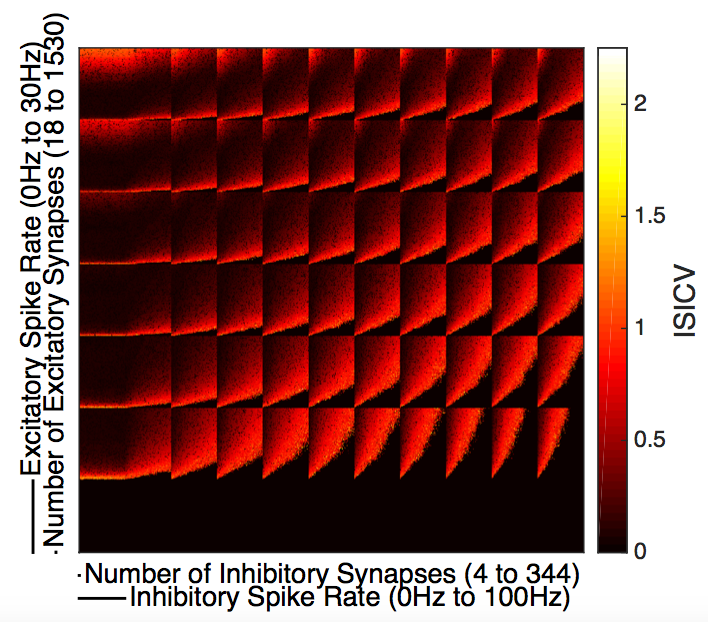 Excitatory Spike Rate (0Hz to 30Hz)
·Number of Excitatory Synapses (18 to 1530)
2
1.5
1
0.5
0
ISICV
·Number of Inhibitory Synapses (4 to 344)
Inhibitory Spike Rate (0Hz to 100Hz)